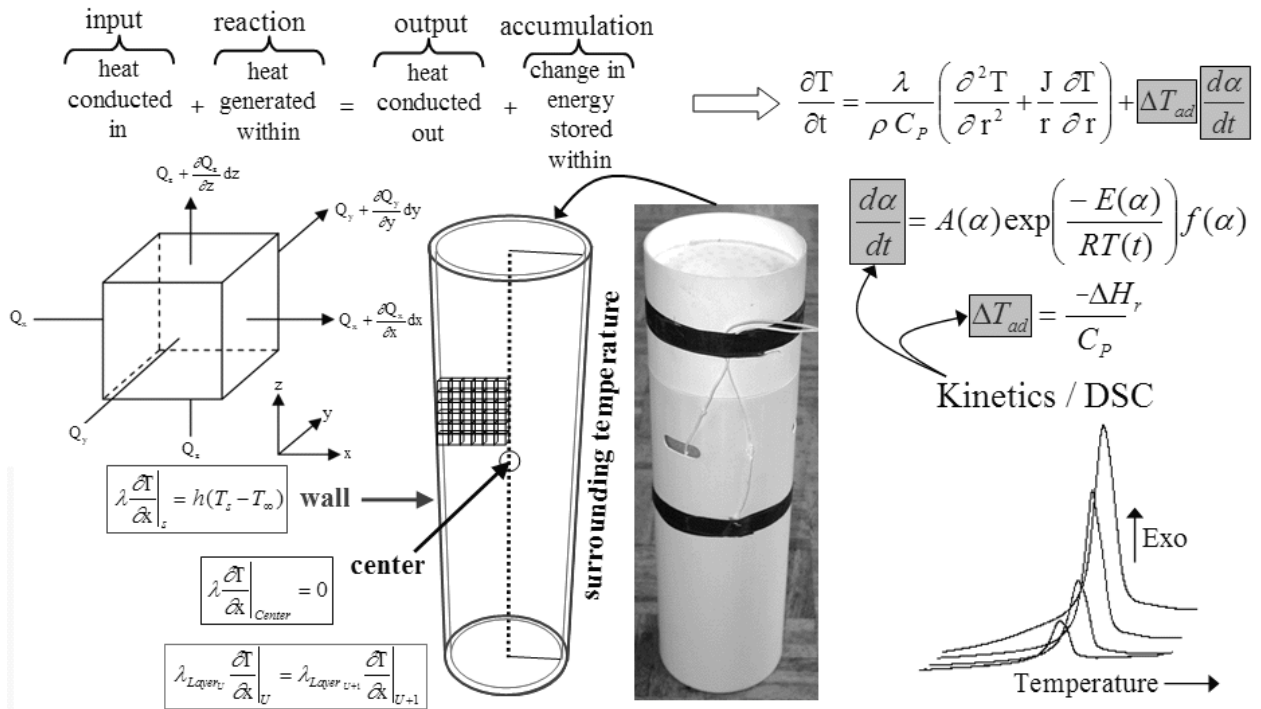 input reaction output accumulation
heat conducted in + heat generated within = heat conducted out + change in energy stored within
∂T/∂t = λ/(ρ C_P) (∂²T/∂r² + J/r ∂T/∂r) + ΔT_ad dα/dt
dα/dt = A(α) exp(−E(α)/RT(t)) f(α)
ΔT_ad = −ΔH_r/C_P
Kinetics / DSC
Exo
Temperature
Q_z + ∂Q_z/∂z dz
Q_y + ∂Q_y/∂y dy
Q_x
Q_x + ∂Q_x/∂x dx
Q_y
Q_z
z
y
x
λ ∂T/∂x|_s = h(T_s − T_∞)
wall
λ ∂T/∂x|_Center = 0
center
λ_Layer_U ∂T/∂x|_U = λ_Layer_U+1 ∂T/∂x|_U+1
surrounding temperature